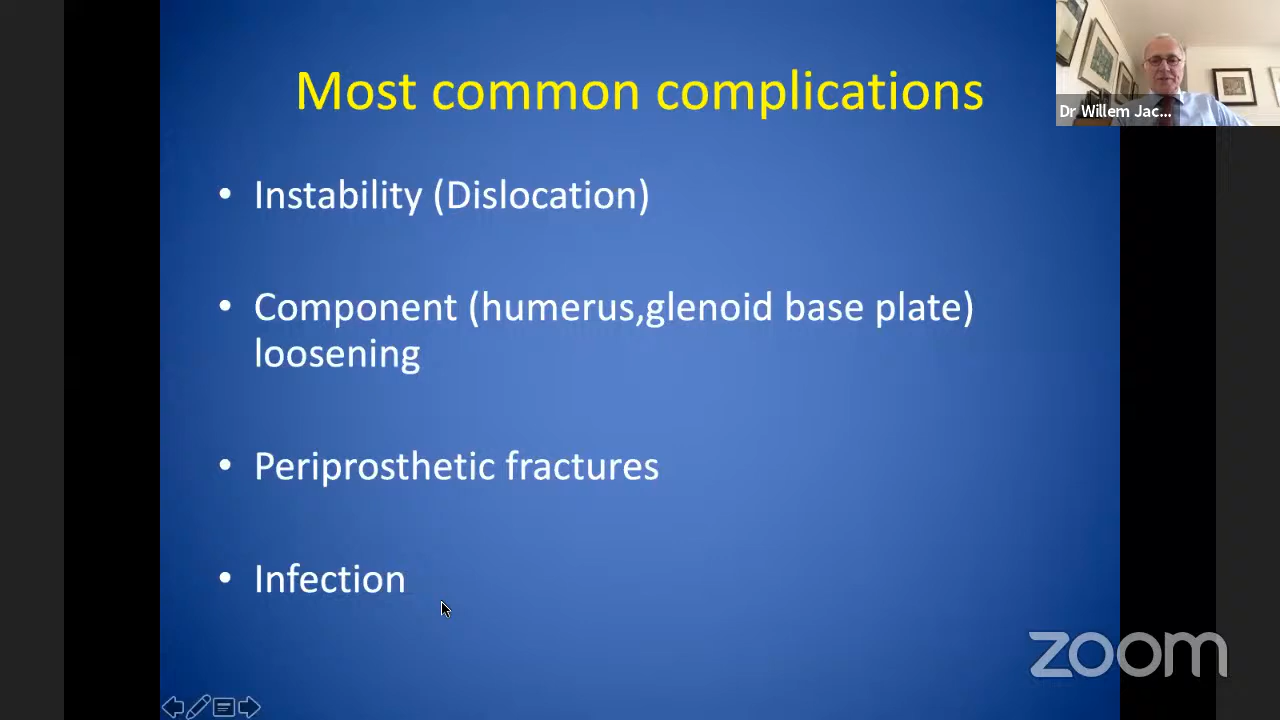 Most common complications
Dr Willem Jac...
• Instability (Dislocation)
• Component (humerus,glenoid base plate)
loosening
• Periprosthetic fractures
• Infection
zoom